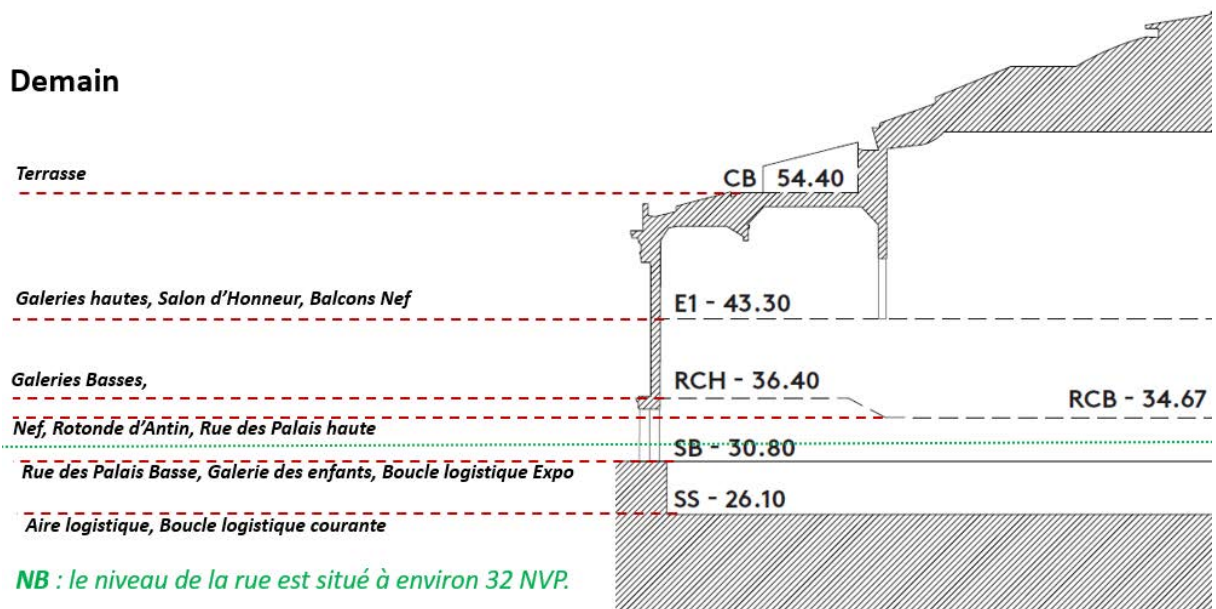 Demain
Terrasse
CB 54.40
Galeries hautes, Salon d'Honneur, Balcons Nef
E1 - 43.30
Galeries Basses,
RCH - 36.40
RCB - 34.67
Nef, Rotonde d'Antin, Rue des Palais haute
SB - 30.80
Rue des Palais Basse, Galerie des enfants, Boucle logistique Expo
SS - 26.10
Aire logistique, Boucle logistique courante
NB : le niveau de la rue est situé à environ 32 NVP.